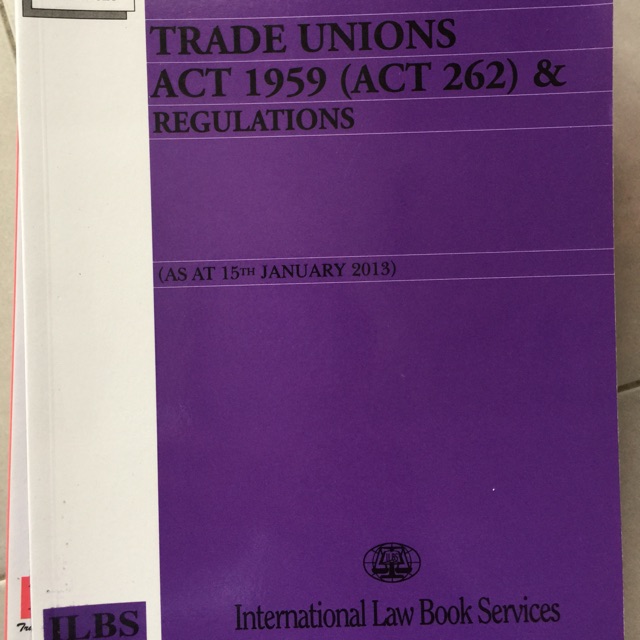 TRADE UNIONS
ACT 1959 (ACT 262) &
REGULATIONS
(AS AT 15TH JANUARY 2013)
International Law Book Services
ILBS